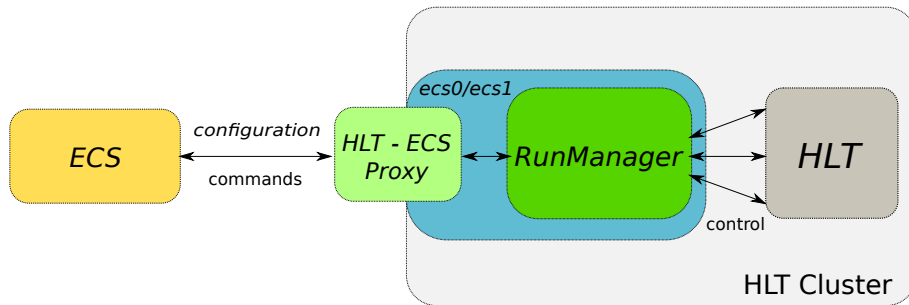 ecs0/ecs1
configuration
ECS
commands
HLT - ECS
Proxy
RunManager
HLT
control
HLT Cluster